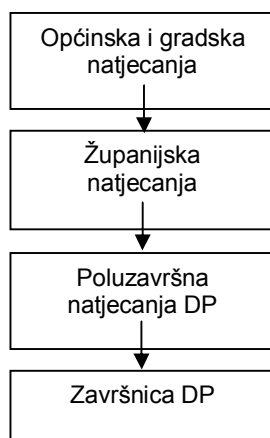 Općinska i gradska
natjecanja
Županijska
natjecanja
Poluzavršna
natjecanja DP
Završnica DP